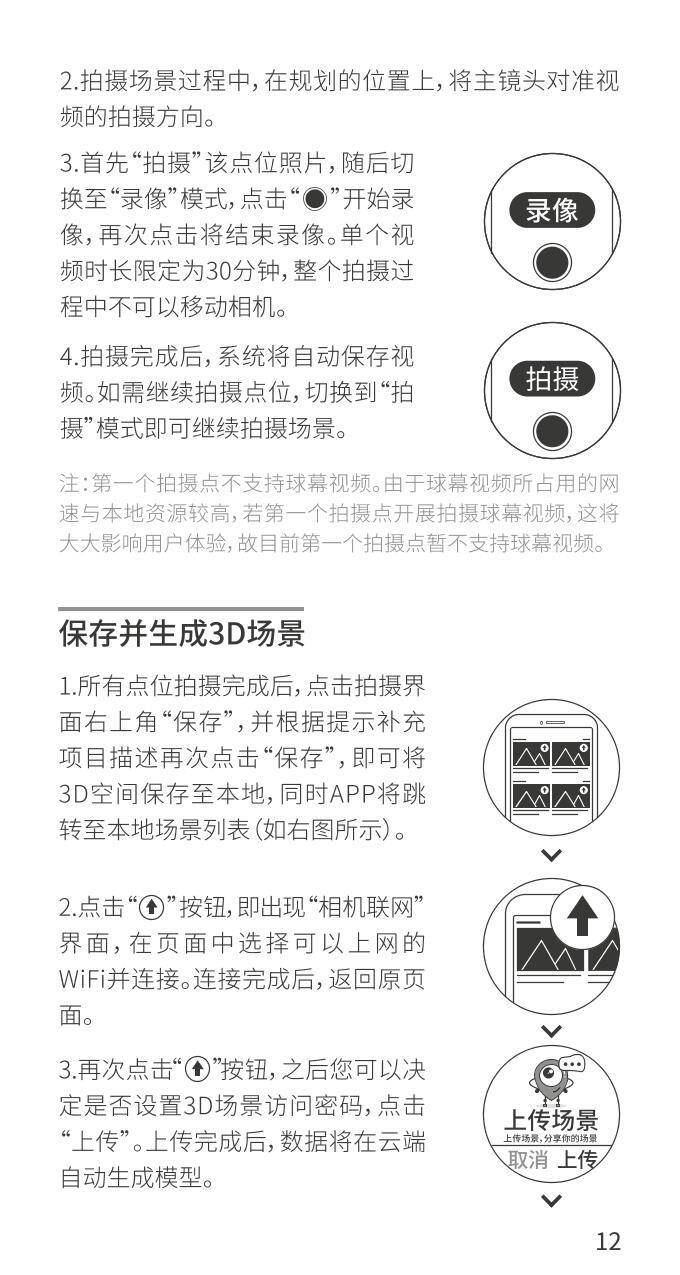 2.拍摄场景过程中，在规划的位置上，将主镜头对准视
频的拍摄方向。
3.首先“拍摄”该点位照片，随后切
换至“录像”模式，点击“◉”开始录
像，再次点击将结束录像。单个视
频时长限定为30分钟，整个拍摄过
程中不可以移动相机。
录像
4.拍摄完成后，系统将自动保存视
频。如需继续拍摄点位，切换到“拍
摄”模式即可继续拍摄场景。
拍摄
注：第一个拍摄点不支持球幕视频。由于球幕视频所占用的网
速与本地资源较高，若第一个拍摄点开展拍摄球幕视频，这将
大大影响用户体验，故目前第一个拍摄点暂不支持球幕视频。
保存并生成3D场景
1.所有点位拍摄完成后，点击拍摄界
面右上角“保存”，并根据提示补充
项目描述再次点击“保存”，即可将
3D空间保存至本地，同时APP将跳
转至本地场景列表（如右图所示）。
2.点击“⬆”按钮，即出现“相机联网”
界面，在页面中选择可以上网的
WiFi并连接。连接完成后，返回原页
面。
3.再次点击“⬆”按钮，之后您可以决
定是否设置3D场景访问密码，点击
“上传”。上传完成后，数据将在云端
自动生成模型。
上传场景
上传场景，分享你的场景
取消 上传
12